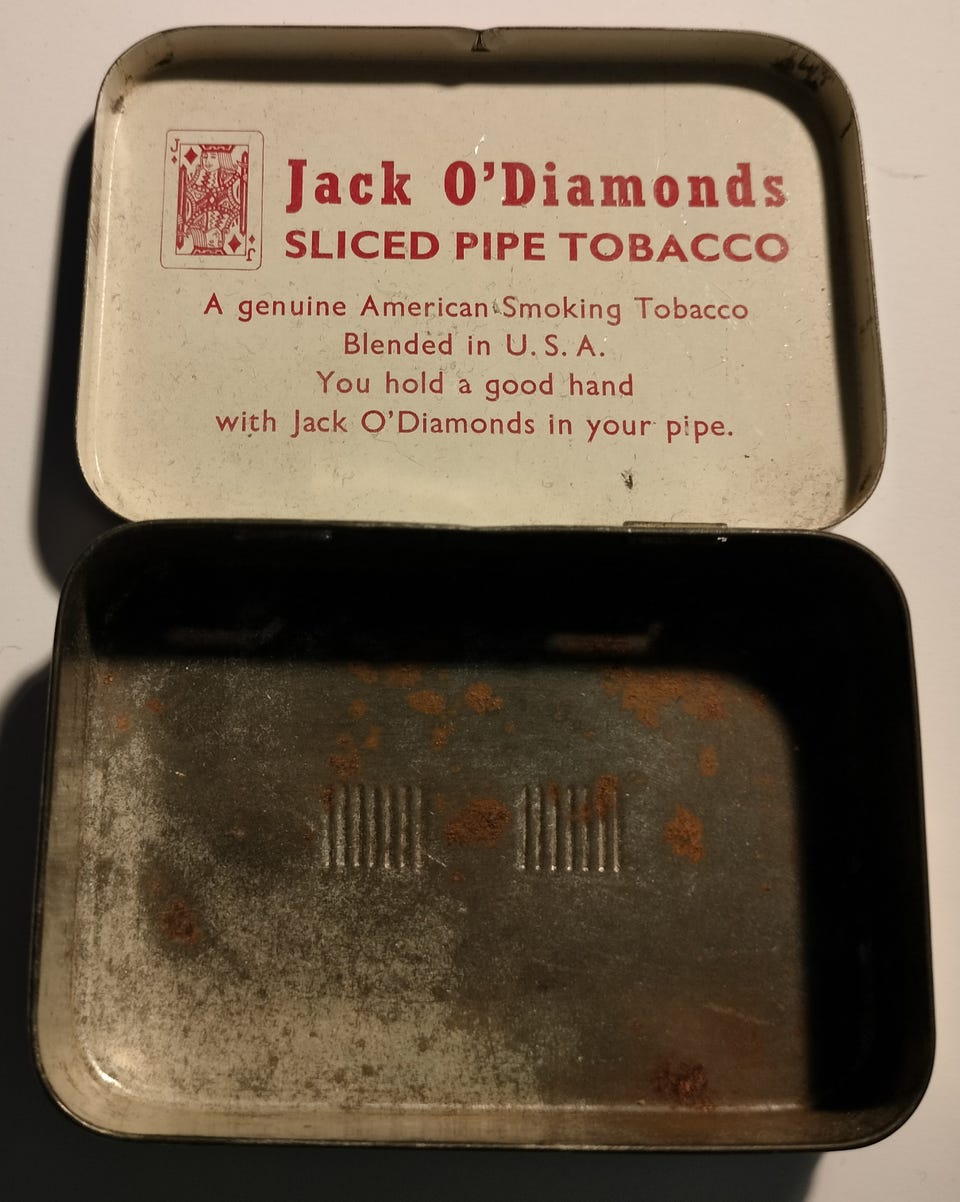 J
Jack O'Diamonds
SLICED PIPE TOBACCO
J
A genuine American Smoking Tobacco
Blended in U. S. A.
You hold a good hand
with Jack O'Diamonds in your pipe.